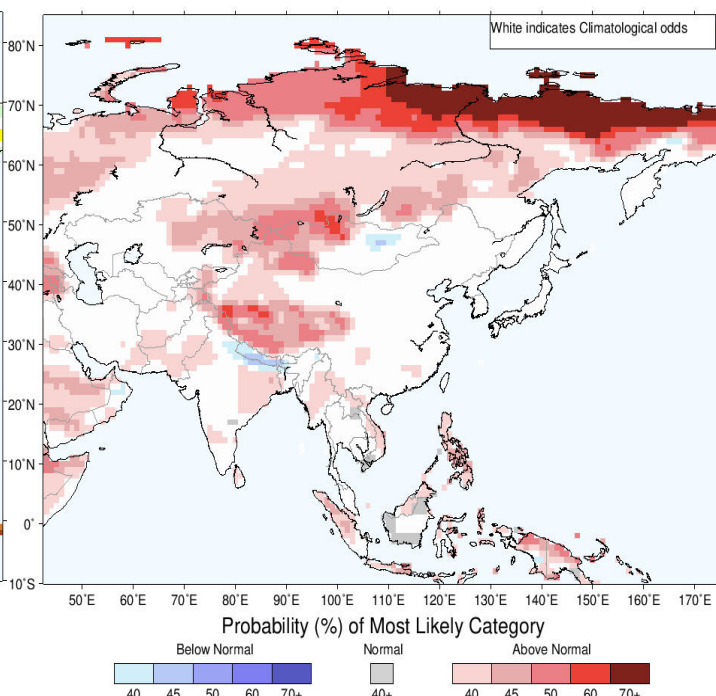 White indicates Climatological odds
80°N
70°N
60°N
50°N
40°N
30°N
20°N
10°N
0°
10°S
50°E 60°E 70°E 80°E 90°E 100°E 110°E 120°E 130°E 140°E 150°E 160°E 170°E
Probability (%) of Most Likely Category
Below Normal Normal Above Normal
40 45 50 60 70+ 40+ 40 45 50 60 70+